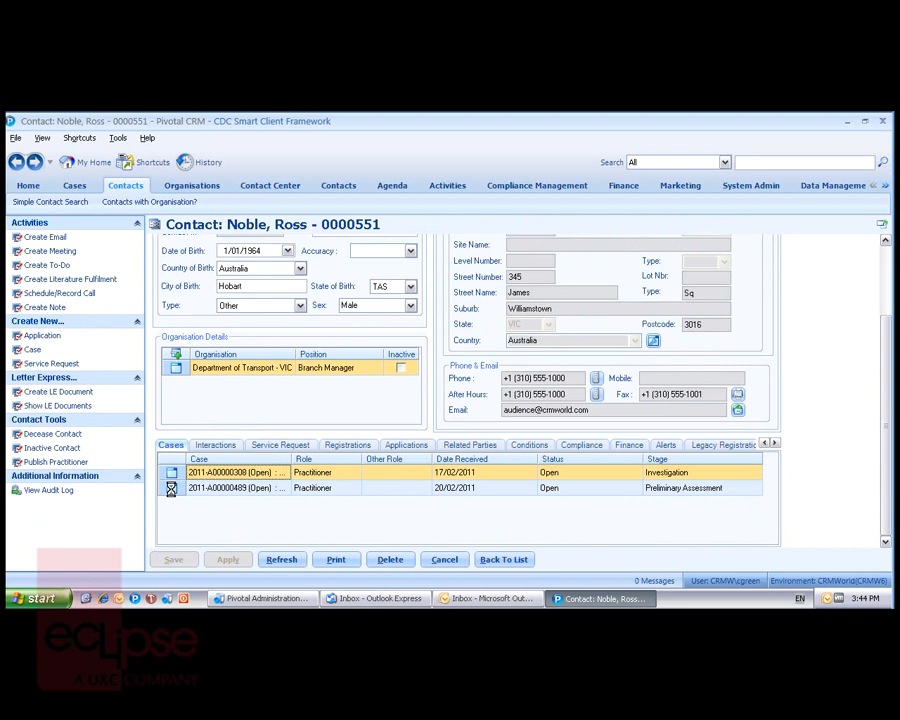 Contact: Noble, Ross - 0000551 - Pivotal CRM - CDC Smart Client Framework
File View Shortcuts Tools Help
My Home Shortcuts History Search All
Home Cases Contacts Organisations Contact Center Contacts Agenda Activities Compliance Management Finance Marketing System Admin Data Manageme
Simple Contact Search Contacts with Organisation?
Activities
Create Email
Create Meeting
Create To-Do
Create Literature Fulfilment
Schedule/Record Call
Create Note
Create New...
Application
Case
Service Request
Letter Express...
Create LE Document
Show LE Documents
Contact Tools
Decease Contact
Inactive Contact
Publish Practitioner
Additional Information
View Audit Log
Contact: Noble, Ross - 0000551
Date of Birth: 1/01/1964 Accuracy :
Country of Birth: Australia
City of Birth: Hobart State of Birth: TAS
Type: Other Sex: Male
Site Name:
Level Number: Type:
Street Number: 345 Lot Nbr:
Street Name: James Type: Sq
Suburb: Williamstown
State: VIC Postcode: 3016
Country: Australia
Organisation Details
Organisation Position Inactive
Department of Transport - VIC Branch Manager
Phone & Email
Phone : +1 (310) 555-1000 Mobile:
After Hours: +1 (310) 555-1000 Fax : +1 (310) 555-1001
Email: audience@crmworld.com
Cases Interactions Service Request Registrations Applications Related Parties Conditions Compliance Finance Alerts Legacy Registratio
Case Role Other Role Date Received Status Stage
2011-A00000308 (Open) : ... Practitioner 17/02/2011 Open Investigation
2011-A00000489 (Open) : ... Practitioner 20/02/2011 Open Preliminary Assessment
Save Apply Refresh Print Delete Cancel Back To List
0 Messages User: CRMW\cgreen Environment: CRMWorld(CRMW6)
start Pivotal Administration... Inbox - Outlook Express Inbox - Microsoft Out... Contact: Noble, Ross... EN 3:44 PM
eclipse
A UXC COMPANY